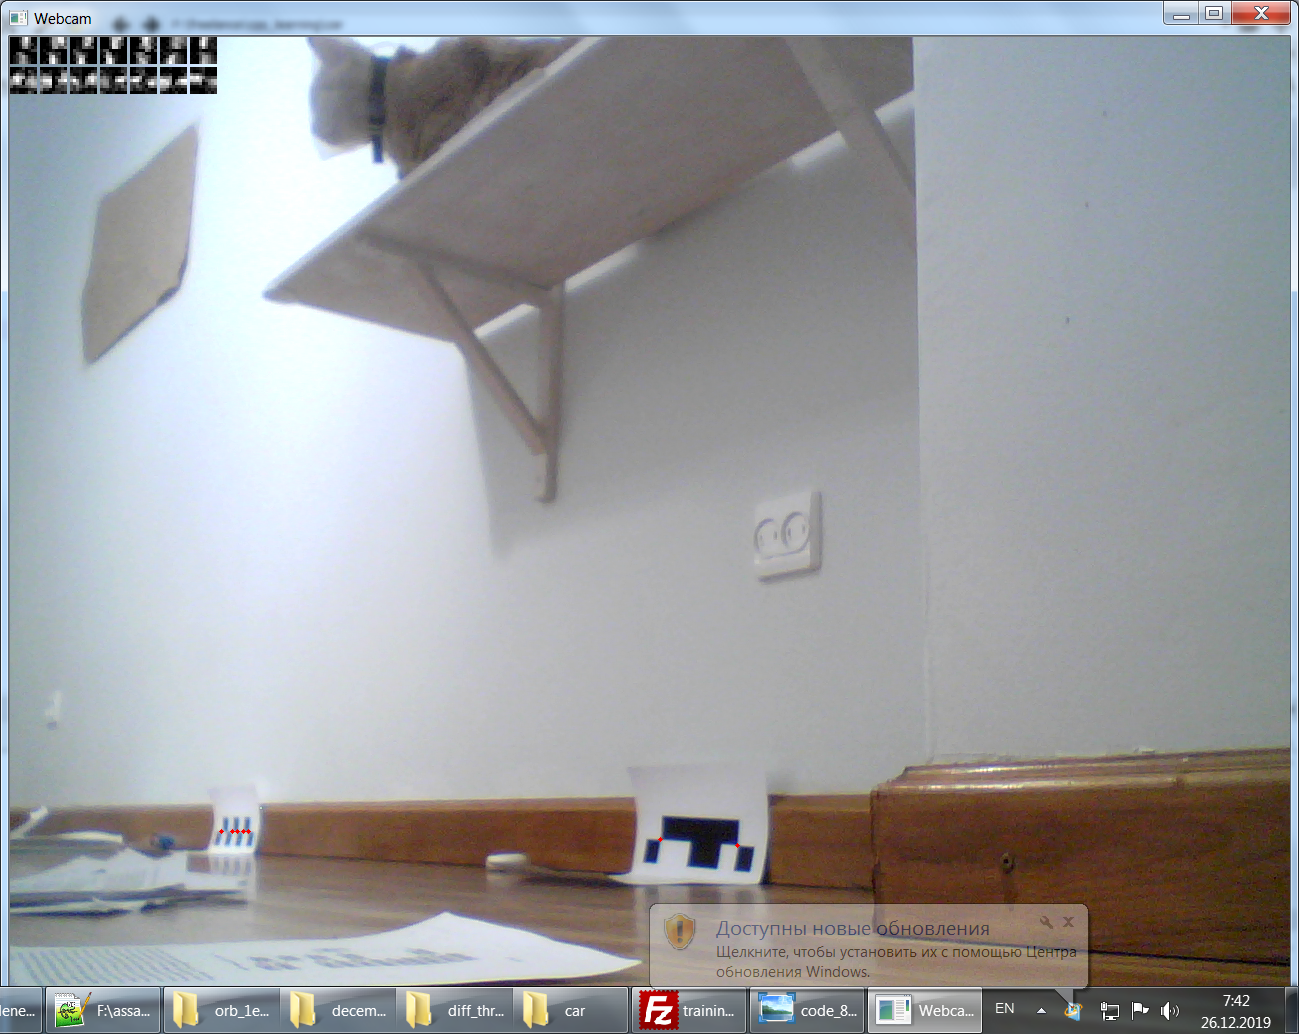 Webcam
Доступны новые обновления
Щелкните, чтобы установить их с помощью Центра
обновления Windows.
F:\assa...
orb_1e...
decem...
diff_thr...
car
trainin...
code_8...
Webca...
EN
7:42
26.12.2019